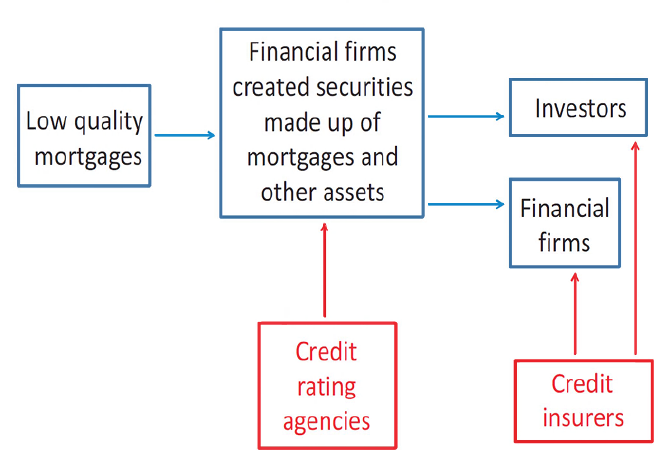 Low quality
mortgages
Financial firms
created securities
made up of
mortgages and
other assets
Investors
Financial
firms
Credit
rating
agencies
Credit
insurers